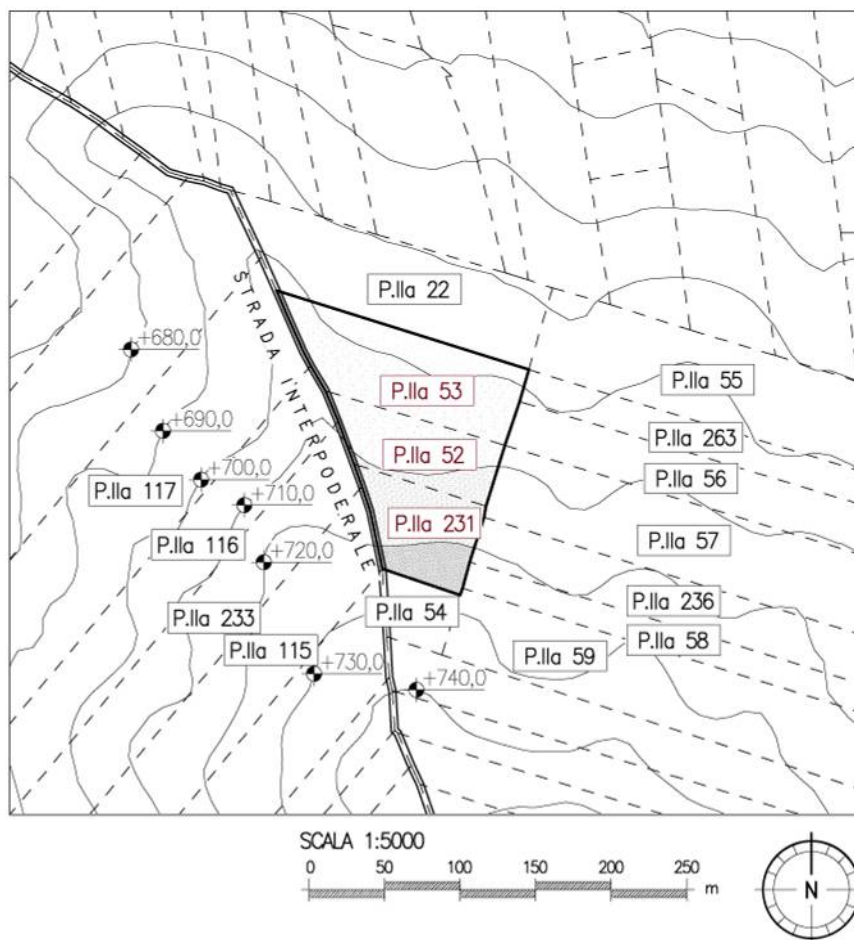 P.lla 22
STRADA INTERPODERALE
+680,0
P.lla 53
P.lla 55
+690,0
P.lla 263
P.lla 52
+700,0
P.lla 56
P.lla 117
+710,0
P.lla 231
P.lla 57
P.lla 116
+720,0
P.lla 236
P.lla 233
P.lla 54
P.lla 58
P.lla 115
P.lla 59
+730,0
+740,0
SCALA 1:5000
0 50 100 150 200 250 m
N